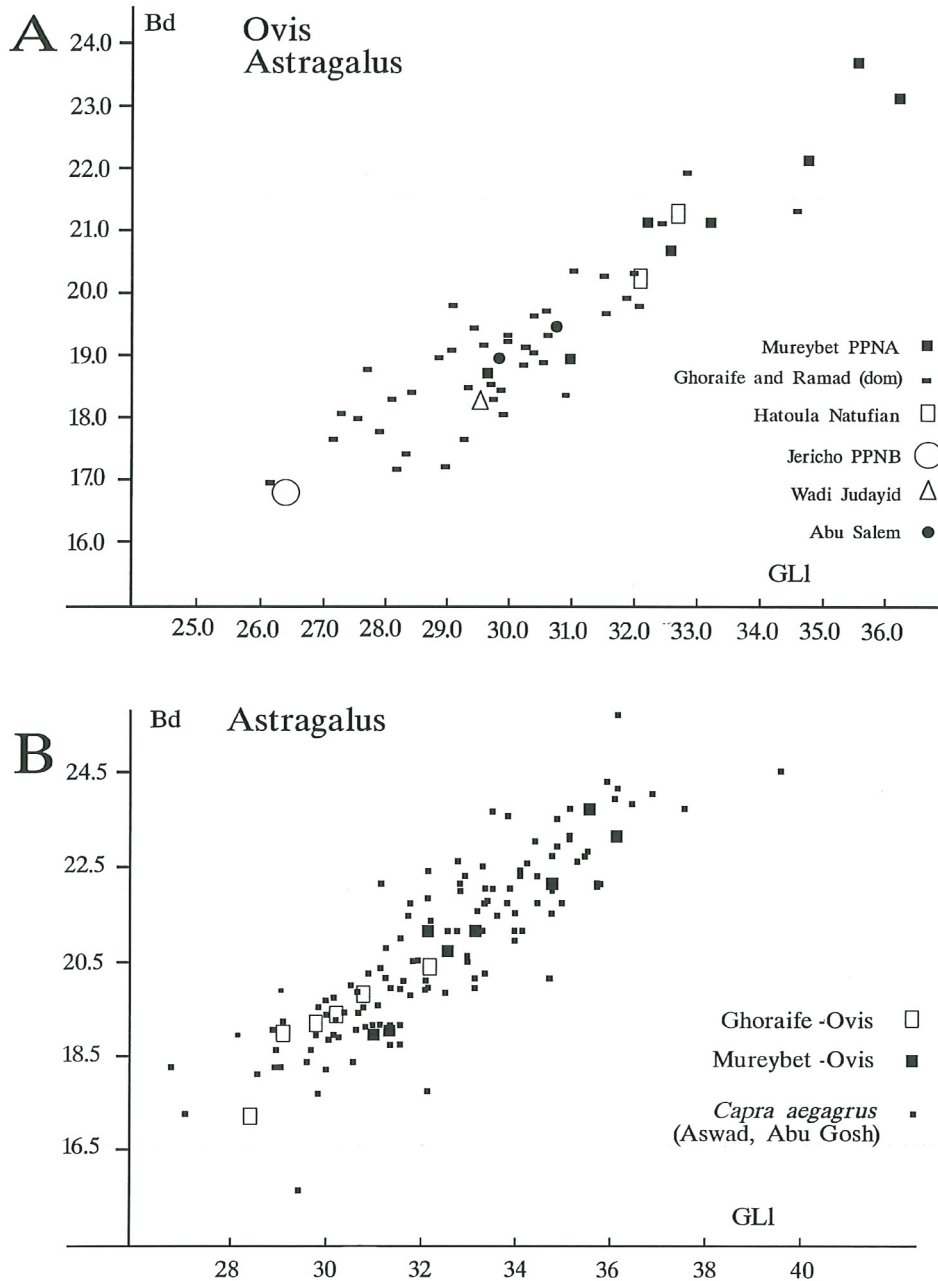 A
Bd
Ovis
Astragalus
24.0
23.0
22.0
21.0
20.0
19.0
18.0
17.0
16.0
Mureybet PPNA
Ghoraife and Ramad (dom)
Hatoula Natufian
Jericho PPNB
Wadi Judayid
Abu Salem
GLl
25.0 26.0 27.0 28.0 29.0 30.0 31.0 32.0 33.0 34.0 35.0 36.0
B
Bd
Astragalus
24.5
22.5
20.5
18.5
16.5
Ghoraife -Ovis
Mureybet -Ovis
Capra aegagrus
(Aswad, Abu Gosh)
GLl
28 30 32 34 36 38 40